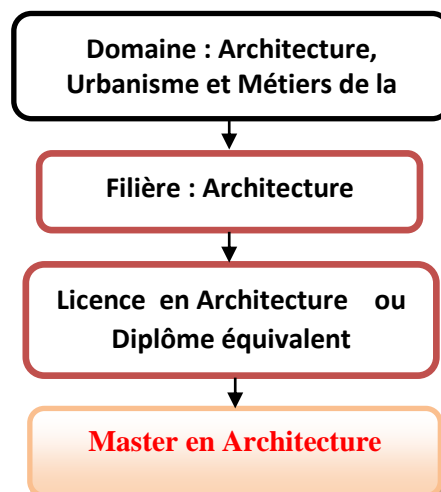 Domaine : Architecture,
Urbanisme et Métiers de la
Filière : Architecture
Licence en Architecture ou
Diplôme équivalent
Master en Architecture